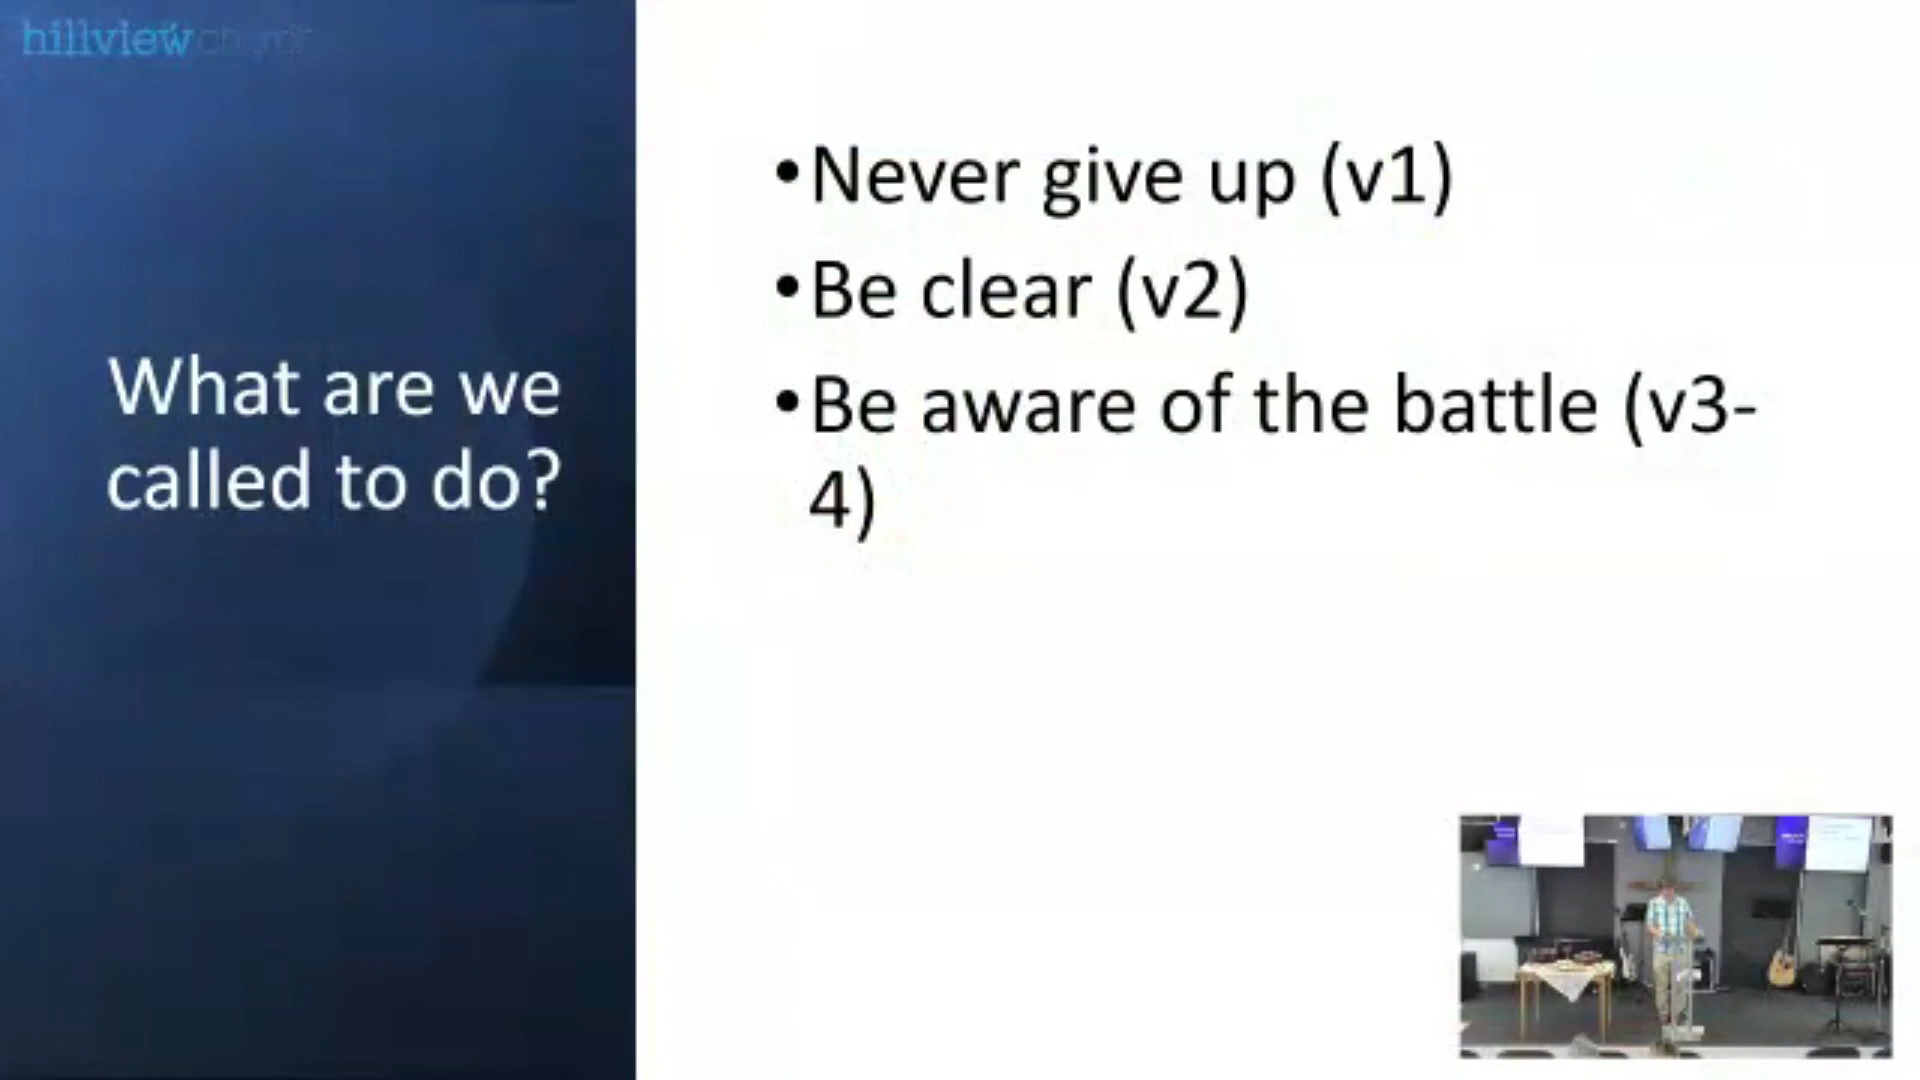 hillviewchurch
What are we
called to do?
•Never give up (v1)
•Be clear (v2)
•Be aware of the battle (v3-
4)